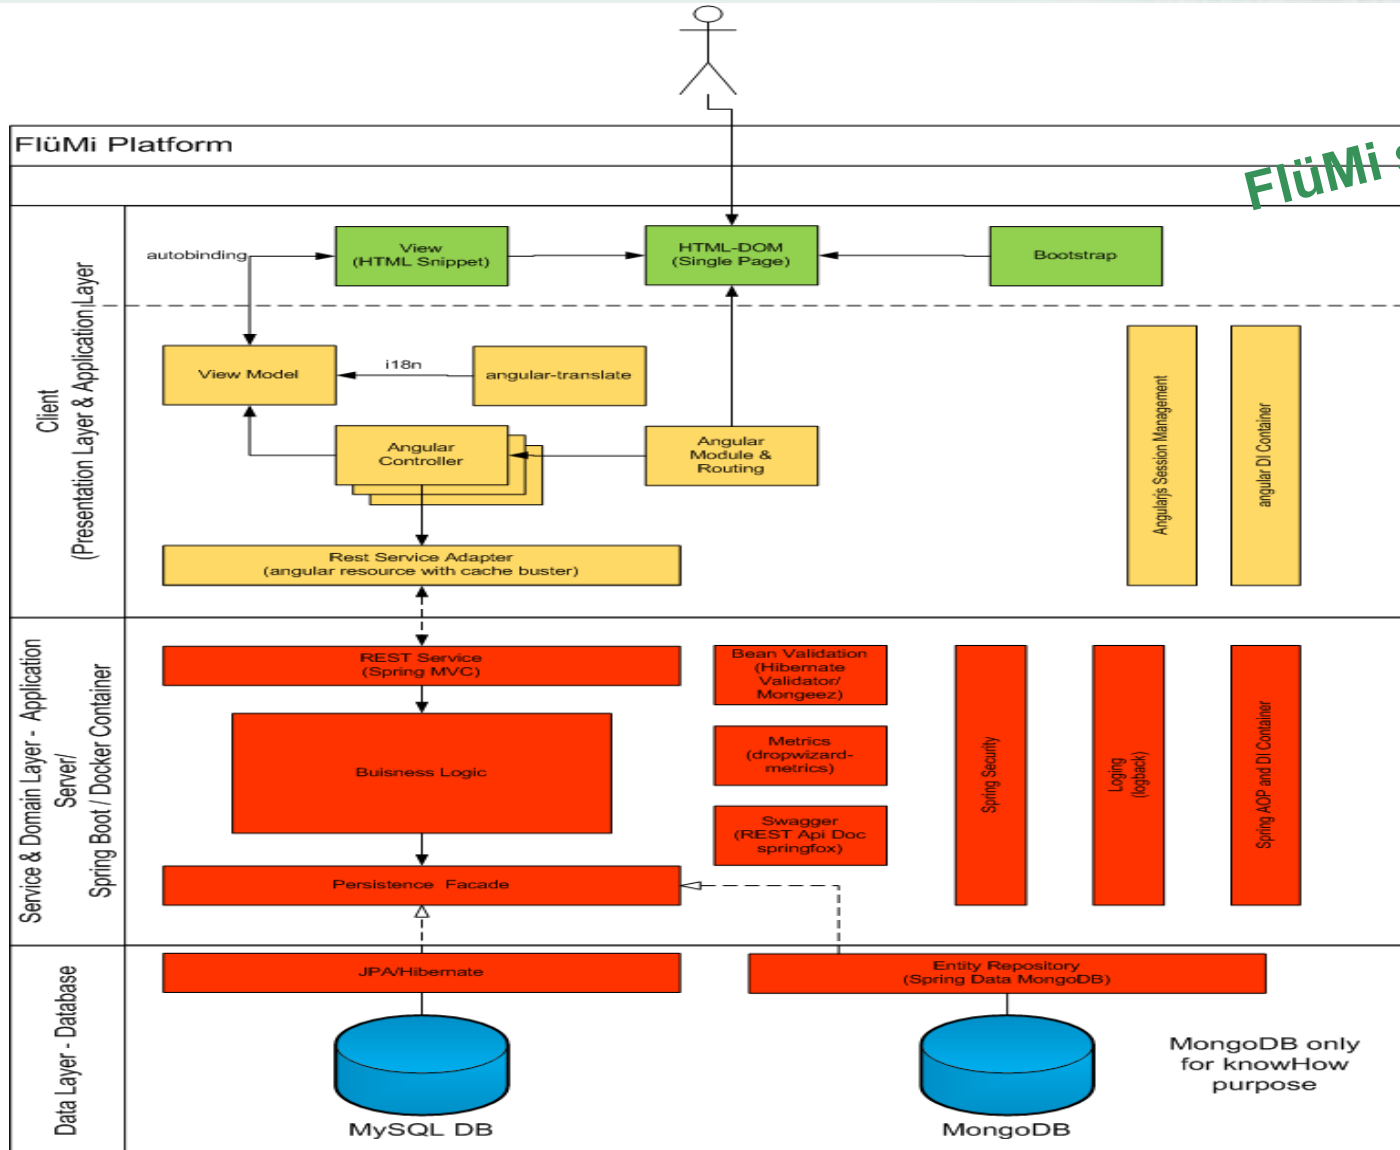 FlüMi Platform
FlüMi
Client
(Presentation Layer & Application Layer
autobinding
View
(HTML Snippet)
HTML-DOM
(Single Page)
Bootstrap
View Model
i18n
angular-translate
Angular
Controller
Angular
Module &
Routing
Angularjs Session Management
angular DI Container
Rest Service Adapter
(angular resource with cache buster)
Service & Domain Layer - Application
Server/
Spring Boot / Docker Container
REST Service
(Spring MVC)
Buisness Logic
Persistence Facade
Bean Validation
(Hibernate
Validator/
Mongeez)
Metrics
(dropwizard-
metrics)
Swagger
(REST Api Doc
springfox)
Spring Security
Loging
(logback)
Spring AOP and DI Container
Data Layer - Database
JPA/Hibernate
Entity Repository
(Spring Data MongoDB)
MySQL DB
MongoDB
MongoDB only
for knowHow
purpose